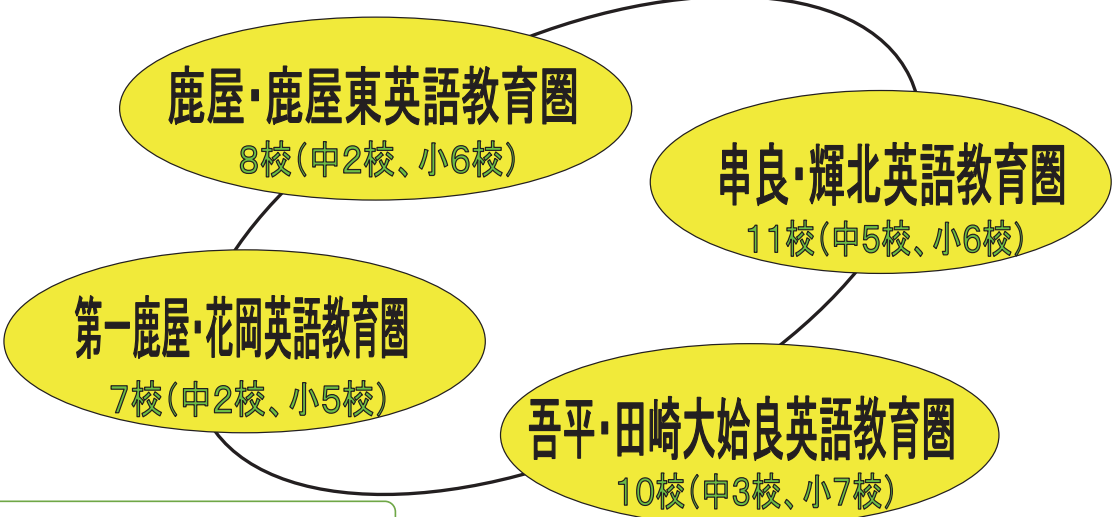 鹿屋・鹿屋東英語教育圏
8校(中2校、小6校)
串良・輝北英語教育圏
11校(中5校、小6校)
第一鹿屋・花岡英語教育圏
7校(中2校、小5校)
吾平・田崎大姶良英語教育圏
10校(中3校、小7校)